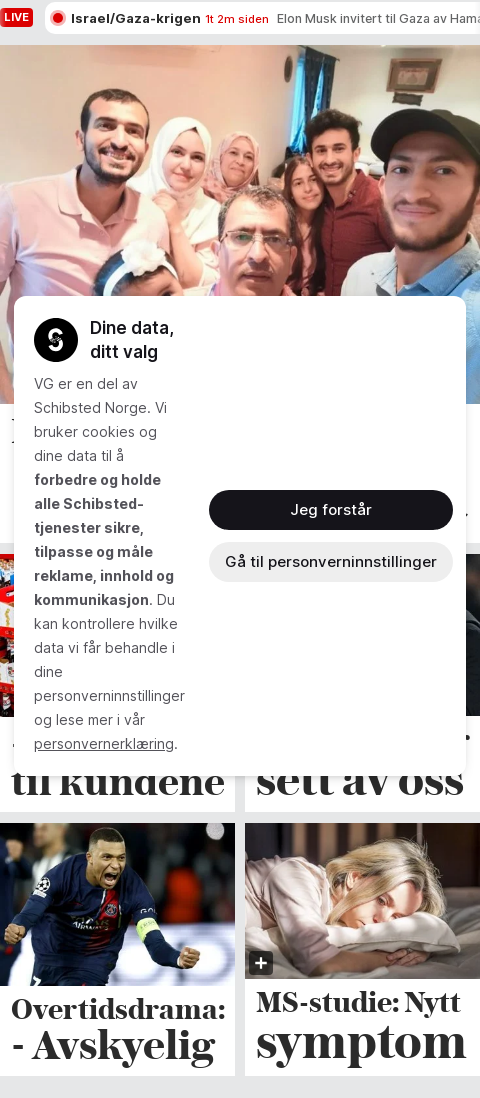 LIVE
Israel/Gaza-krigen 1t 2m siden Elon Musk invitert til Gaza av
Dine data,
ditt valg
VG er en del av
Schibsted Norge. Vi
bruker cookies og
dine data til å
forbedre og holde
alle Schibsted-
tjenester sikre,
tilpasse og måle
reklame, innhold og
kommunikasjon. Du
kan kontrollere hvilke
data vi får behandle i
dine
personverninnstillinger
og lese mer i vår
personvernerklæring.
Jeg forstår
Gå til personverninnstillinger
til kundene
sett av oss
Overtidsdrama:
- Avskyelig
MS-studie: Nytt
symptom